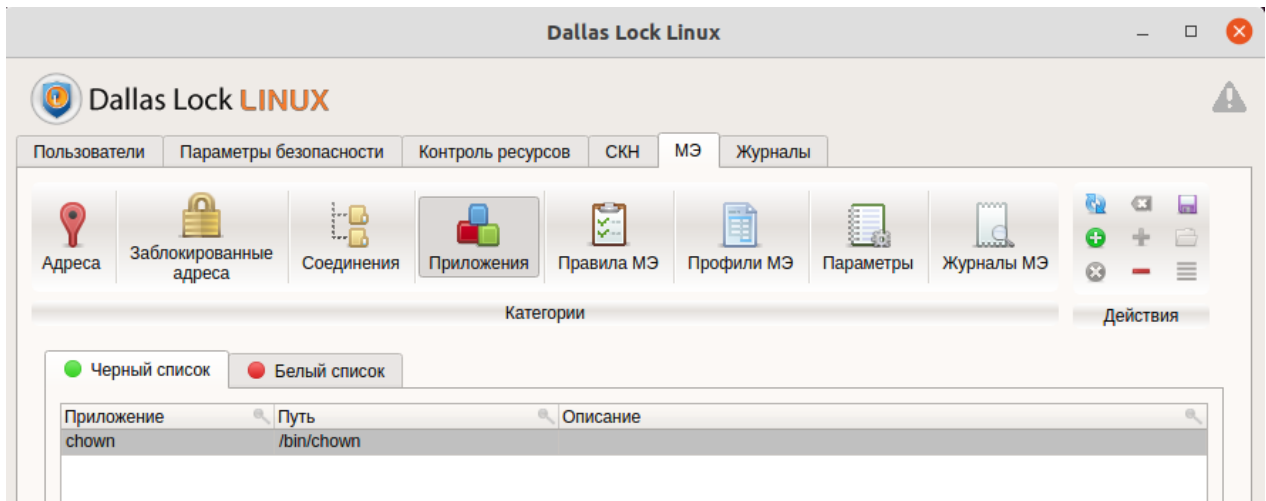 Dallas Lock Linux
Dallas Lock LINUX
Пользователи Параметры безопасности Контроль ресурсов СКН МЭ Журналы
Адреса
Заблокированные
адреса
Соединения
Приложения
Правила МЭ
Профили МЭ
Параметры
Журналы МЭ
Категории
Действия
Черный список Белый список
Приложение Путь Описание
chown /bin/chown